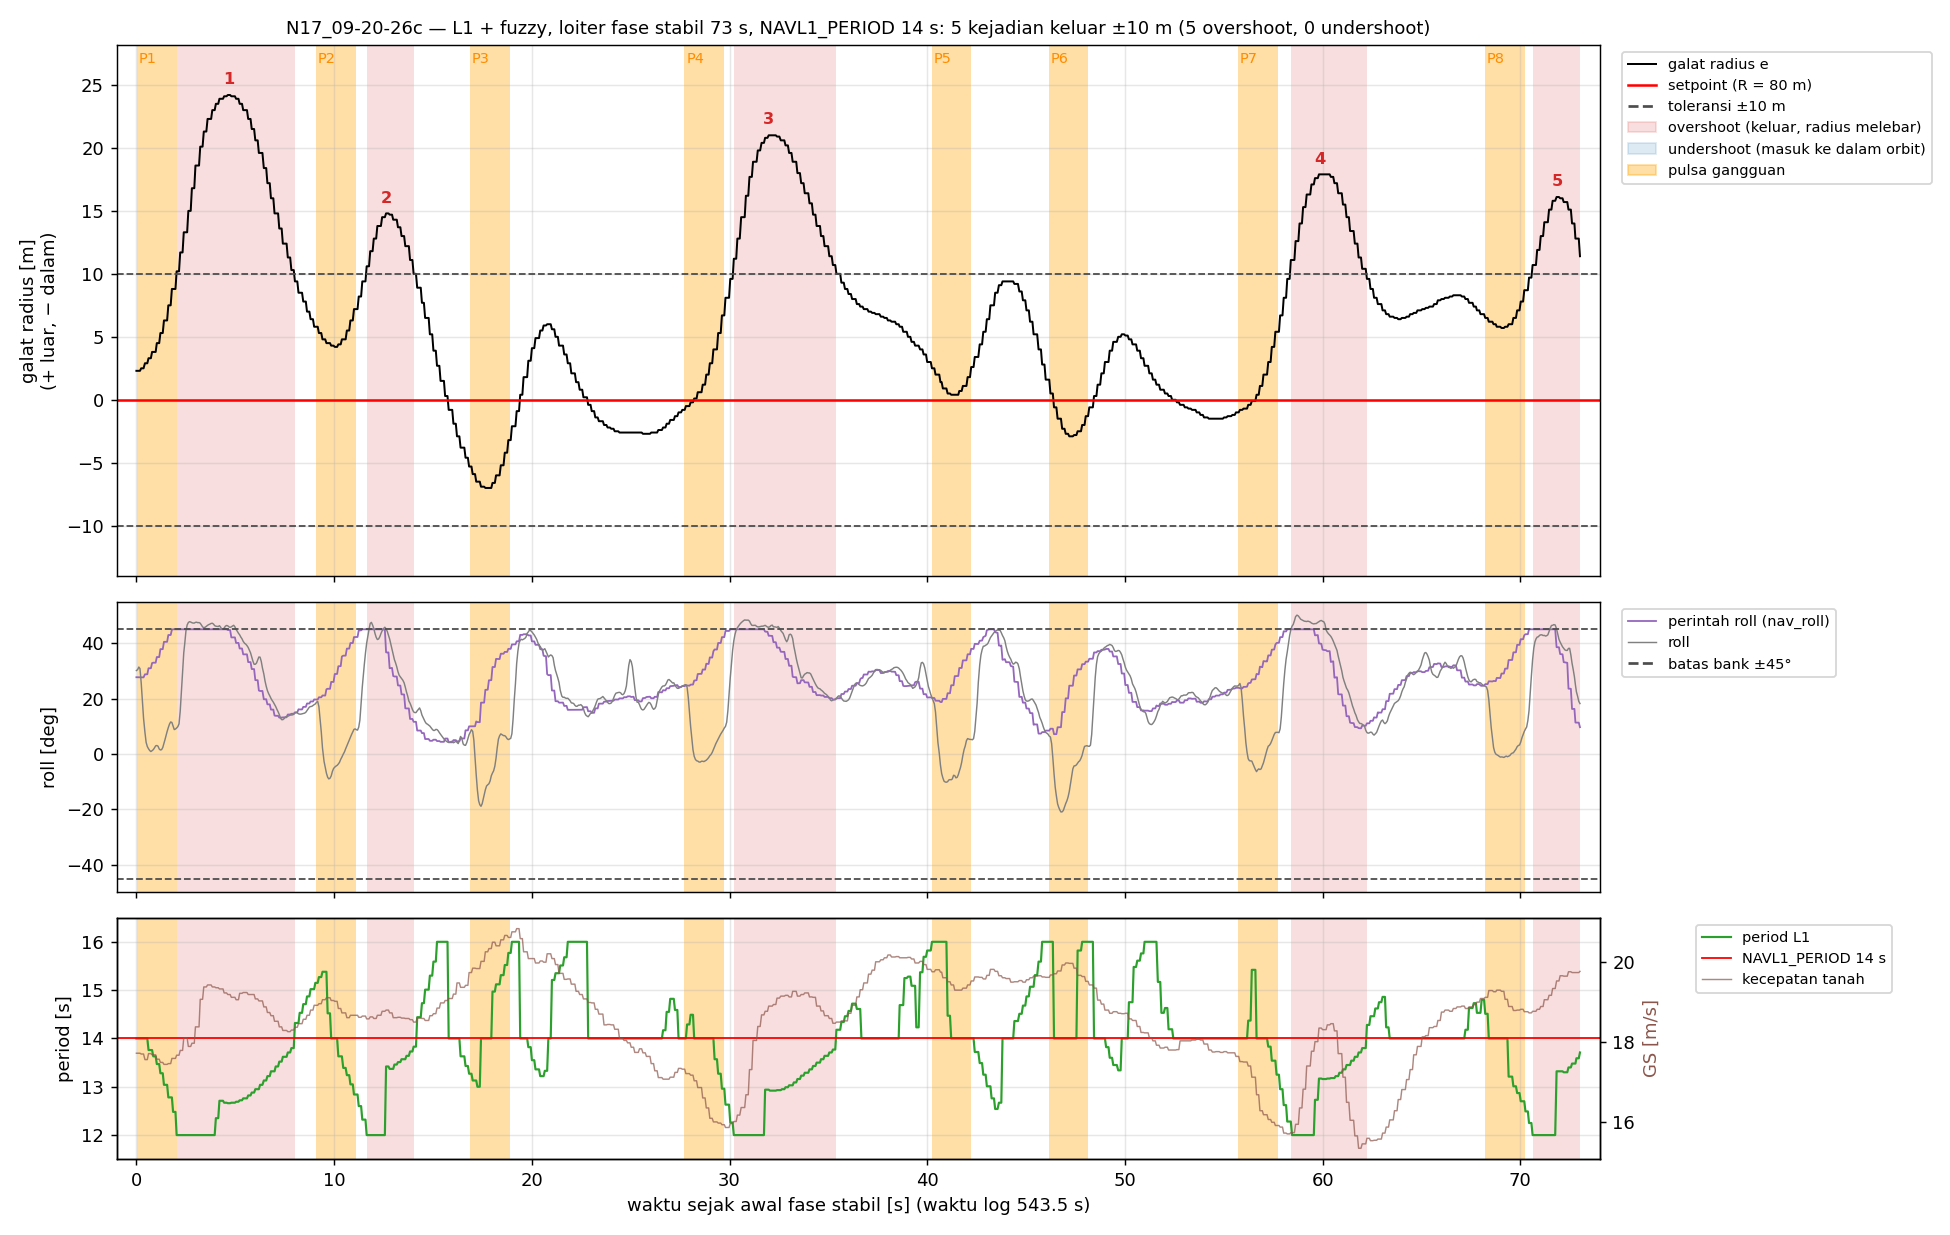 N17_09-20-26c — L1 + fuzzy, loiter fase stabil 73 s, NAVL1_PERIOD 14 s: 5 kejadian keluar ±10 m (5 overshoot, 0 undershoot)
P1 P2 P3 P4 P5 P6 P7 P8
1
2
3
4
5
25
20
15
10
5
0
−5
−10
galat radius [m]
(+ luar, − dalam)
galat radius e
setpoint (R = 80 m)
toleransi ±10 m
overshoot (keluar, radius melebar)
undershoot (masuk ke dalam orbit)
pulsa gangguan
40
20
0
−20
−40
roll [deg]
perintah roll (nav_roll)
roll
batas bank ±45°
16
15
14
13
12
period [s]
20
18
16
GS [m/s]
period L1
NAVL1_PERIOD 14 s
kecepatan tanah
0 10 20 30 40 50 60 70
waktu sejak awal fase stabil [s] (waktu log 543.5 s)